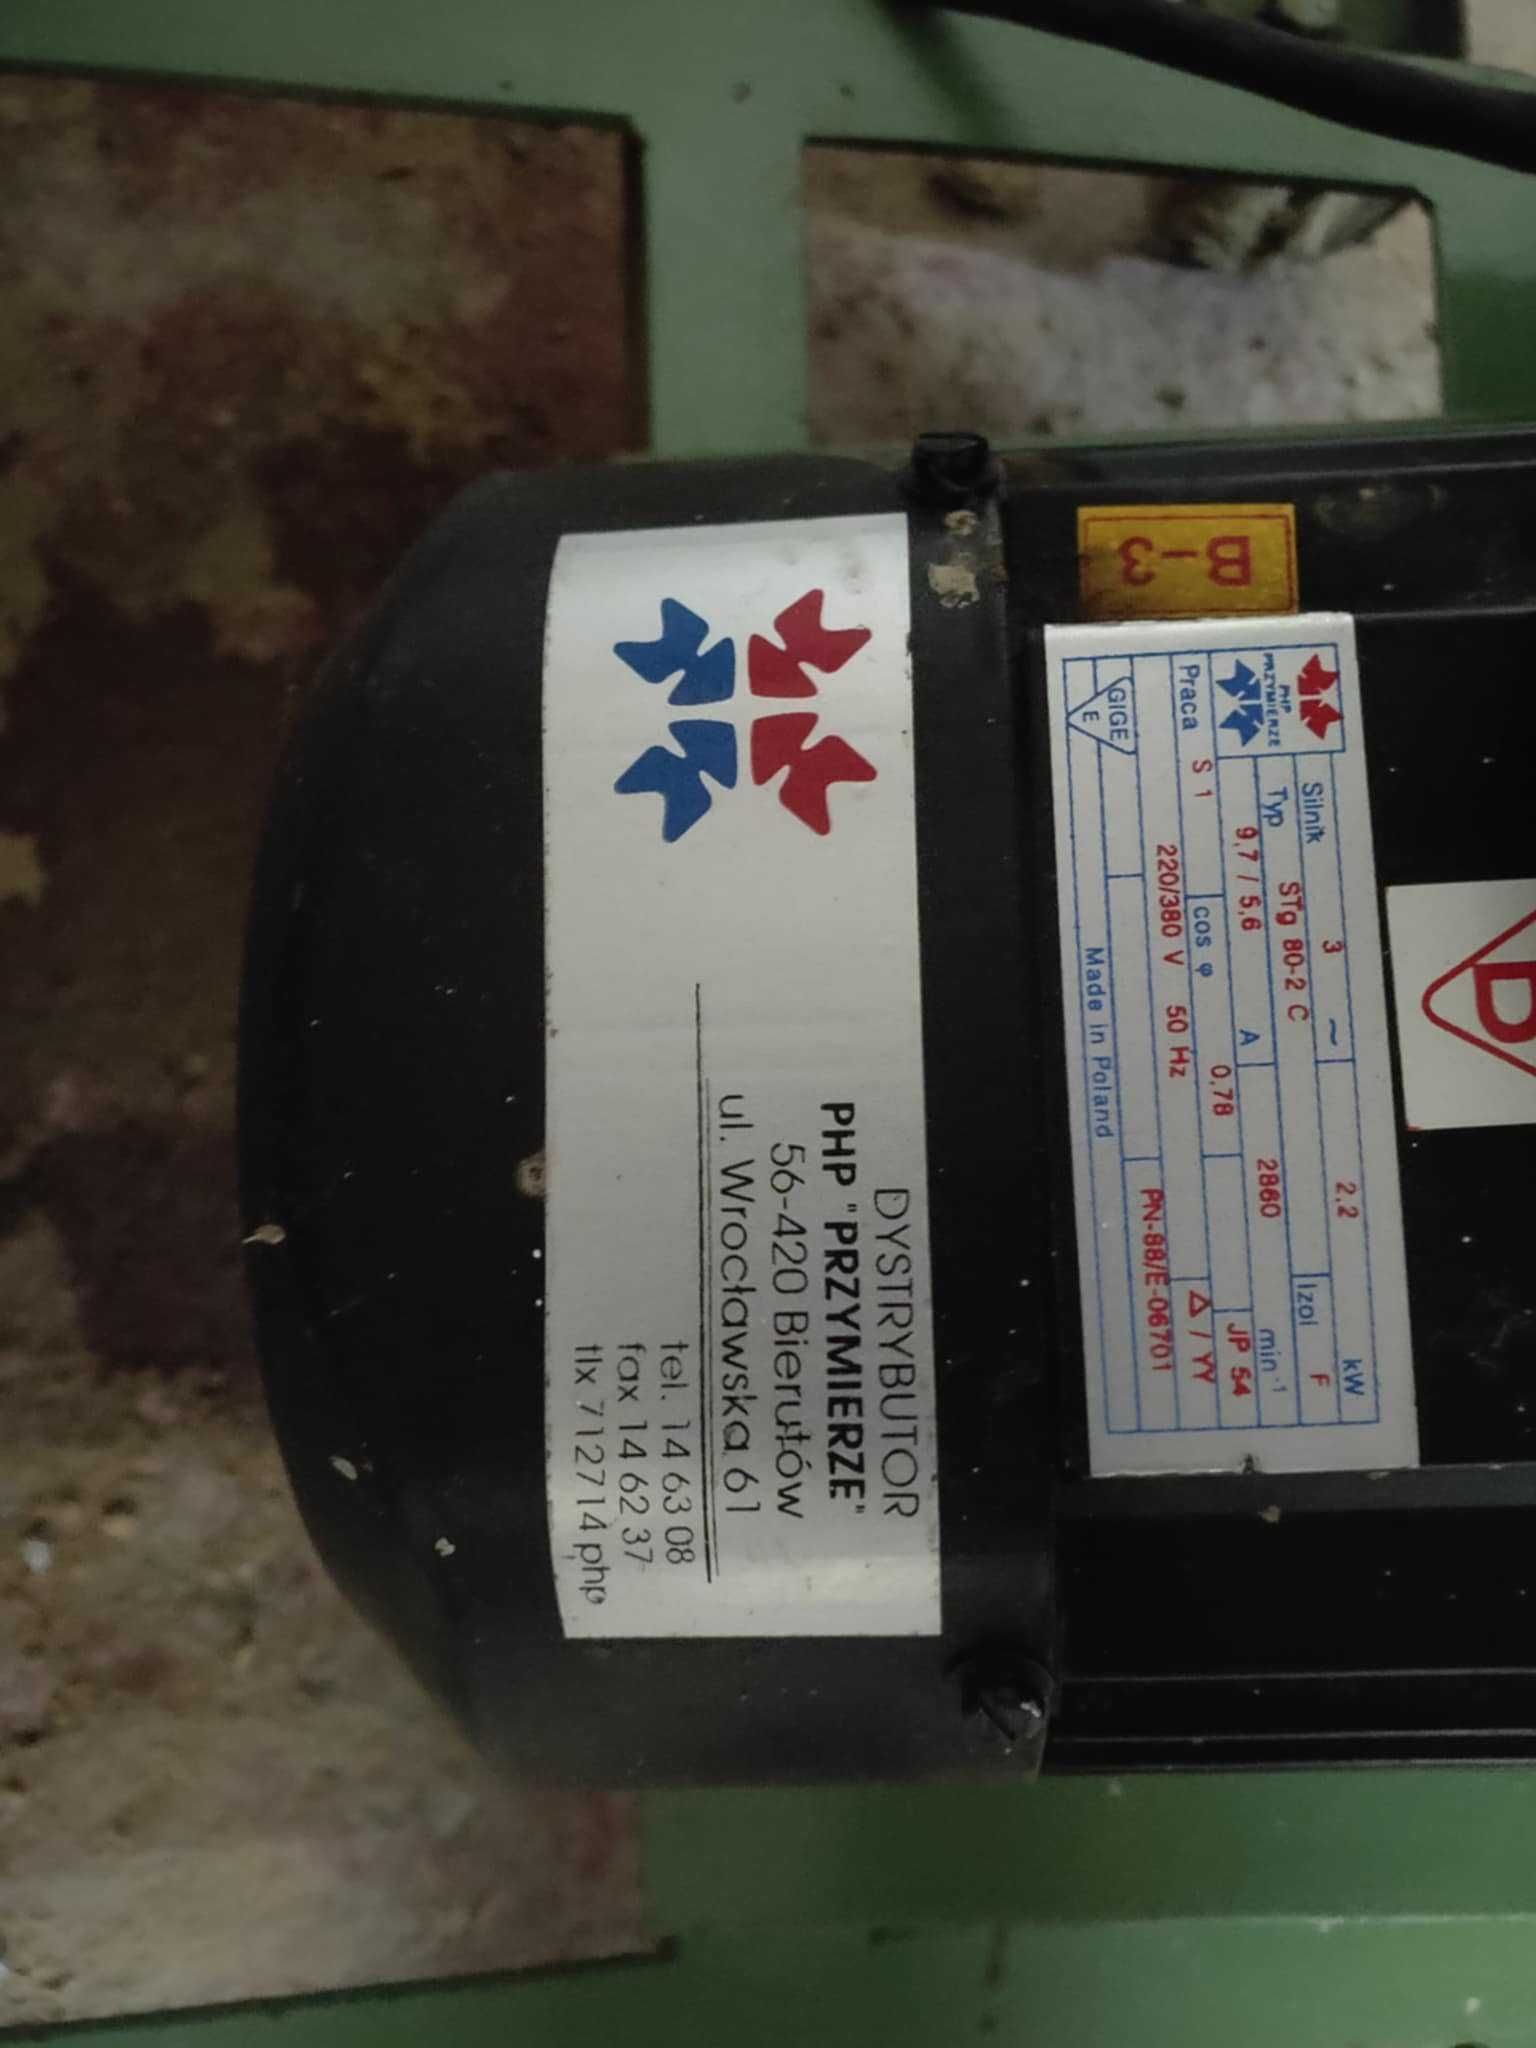 DYSTRYBUTOR
PHP "PRZYMIERZE"
56-420 Bierutów
ul. Wrocławska 61
tel. 14 63 08
fax 14 62 37
tlx 712714 php
B-3
PHP
PRZYMIERZE
Silnik 3 ~ 2,2 kW
Typ STg 80-2 C Izol F
9,7 / 5,6 A 2860 min⁻¹
Praca S 1 cos φ 0,78 JP 54
220/380 V 50 Hz Δ / YY
GIGE PN-88/E-06701
E Made in Poland
D